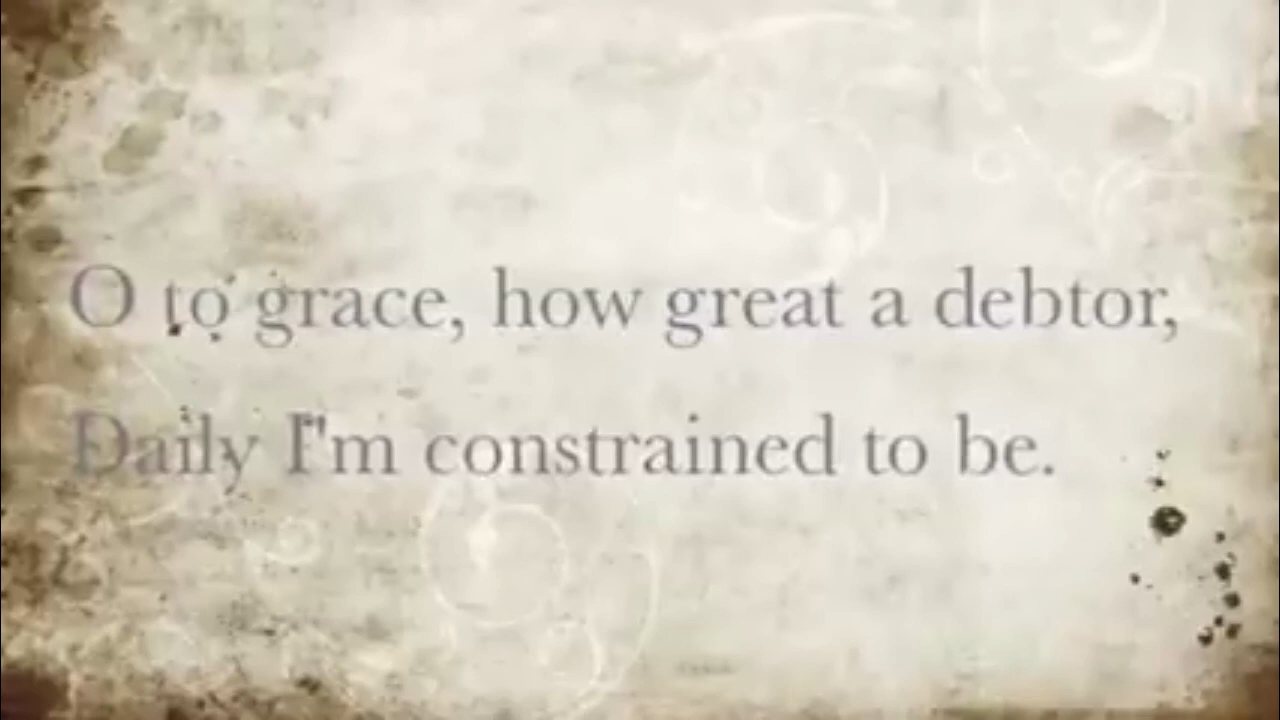 O to grace, how great a debtor,
Daily I'm constrained to be.